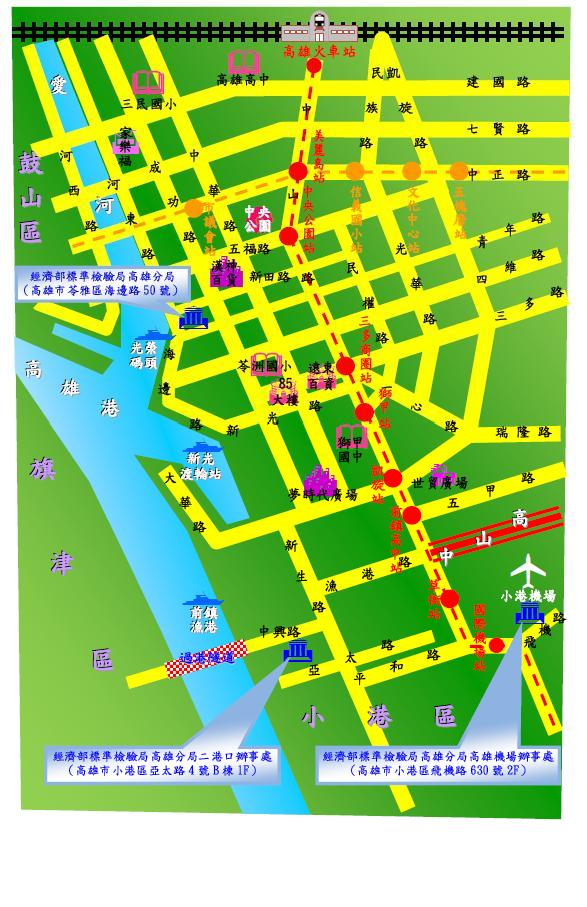 高雄火車站
愛
河
三民國小
高雄高中
民凱
族旋
路路
建國路
七賢路
中正路
家樂福
鼓山區
河西路
河東路
成功路
中華路
中山路
美麗島站
中央公園站
市議會站
信義國小站
文化中心站
五塊厝站
中央
公園
五福路
漢神
百貨
新田路
經濟部標準檢驗局高雄分局
(高雄市苓雅區海邊路50號)
民權路
光華路
青年路
四維路
三多路
高雄港
光榮
碼頭
海邊路
苓洲國小
85
大樓
遠東
百貨
三多商圈站
獅甲站
獅甲
國中
一心路
瑞隆路
新光路
新光
渡輪站
旗津區
大華路
夢時代廣場
凱旋站
世貿廣場
五甲路
前鎮高中站
中山高
新生路
漁港路
草衙站
小港機場
國際機場站
飛機路
前鎮
漁港
中興路
過港隧道
亞太路
平和路
小港區
經濟部標準檢驗局高雄分局二港口辦事處
(高雄市小港區亞太路4號B棟1F)
經濟部標準檢驗局高雄分局高雄機場辦事處
(高雄市小港區飛機路630號2F)